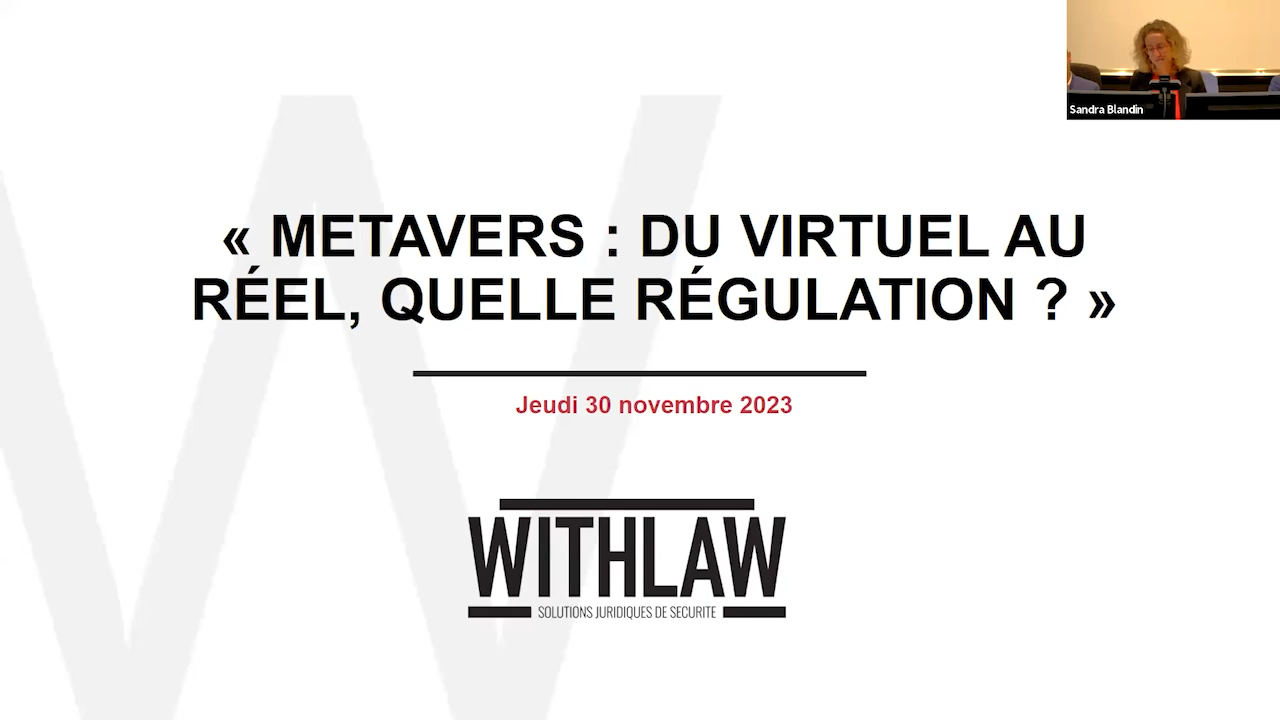 Sandra Blandin
« METAVERS : DU VIRTUEL AU
RÉEL, QUELLE RÉGULATION ? »
Jeudi 30 novembre 2023
WITHLAW
SOLUTIONS JURIDIQUES DE SECURITE